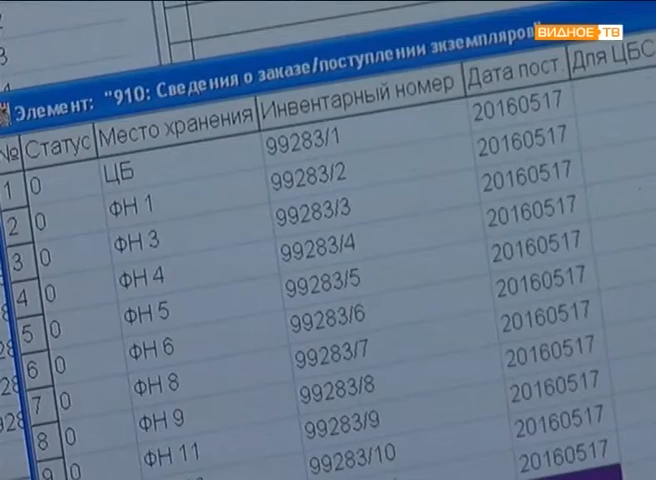 ВИДНОЕ ТВ
Элемент: "910: Сведения о заказе/поступлении экземпляров"
№ Статус Место хранения Инвентарный номер Дата пост. Для ЦБС
1 0 ЦБ 99283/1 20160517
2 0 ФН 1 99283/2 20160517
3 0 ФН 3 99283/3 20160517
4 0 ФН 4 99283/4 20160517
5 0 ФН 5 99283/5 20160517
6 0 ФН 6 99283/6 20160517
7 0 ФН 8 99283/7 20160517
8 0 ФН 9 99283/8 20160517
9 0 ФН 11 99283/9 20160517
99283/10 20160517
20160517